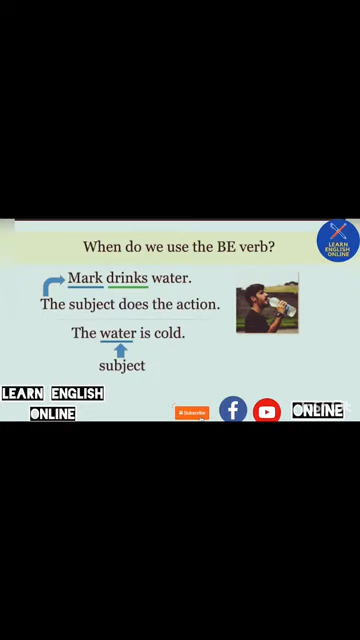 LEARN
ENGLISH
ONLINE
When do we use the BE verb?
Mark drinks water.
The subject does the action.
The water is cold.
subject
LEARN ENGLISH
ONLINE
Subscribe
ONLINE